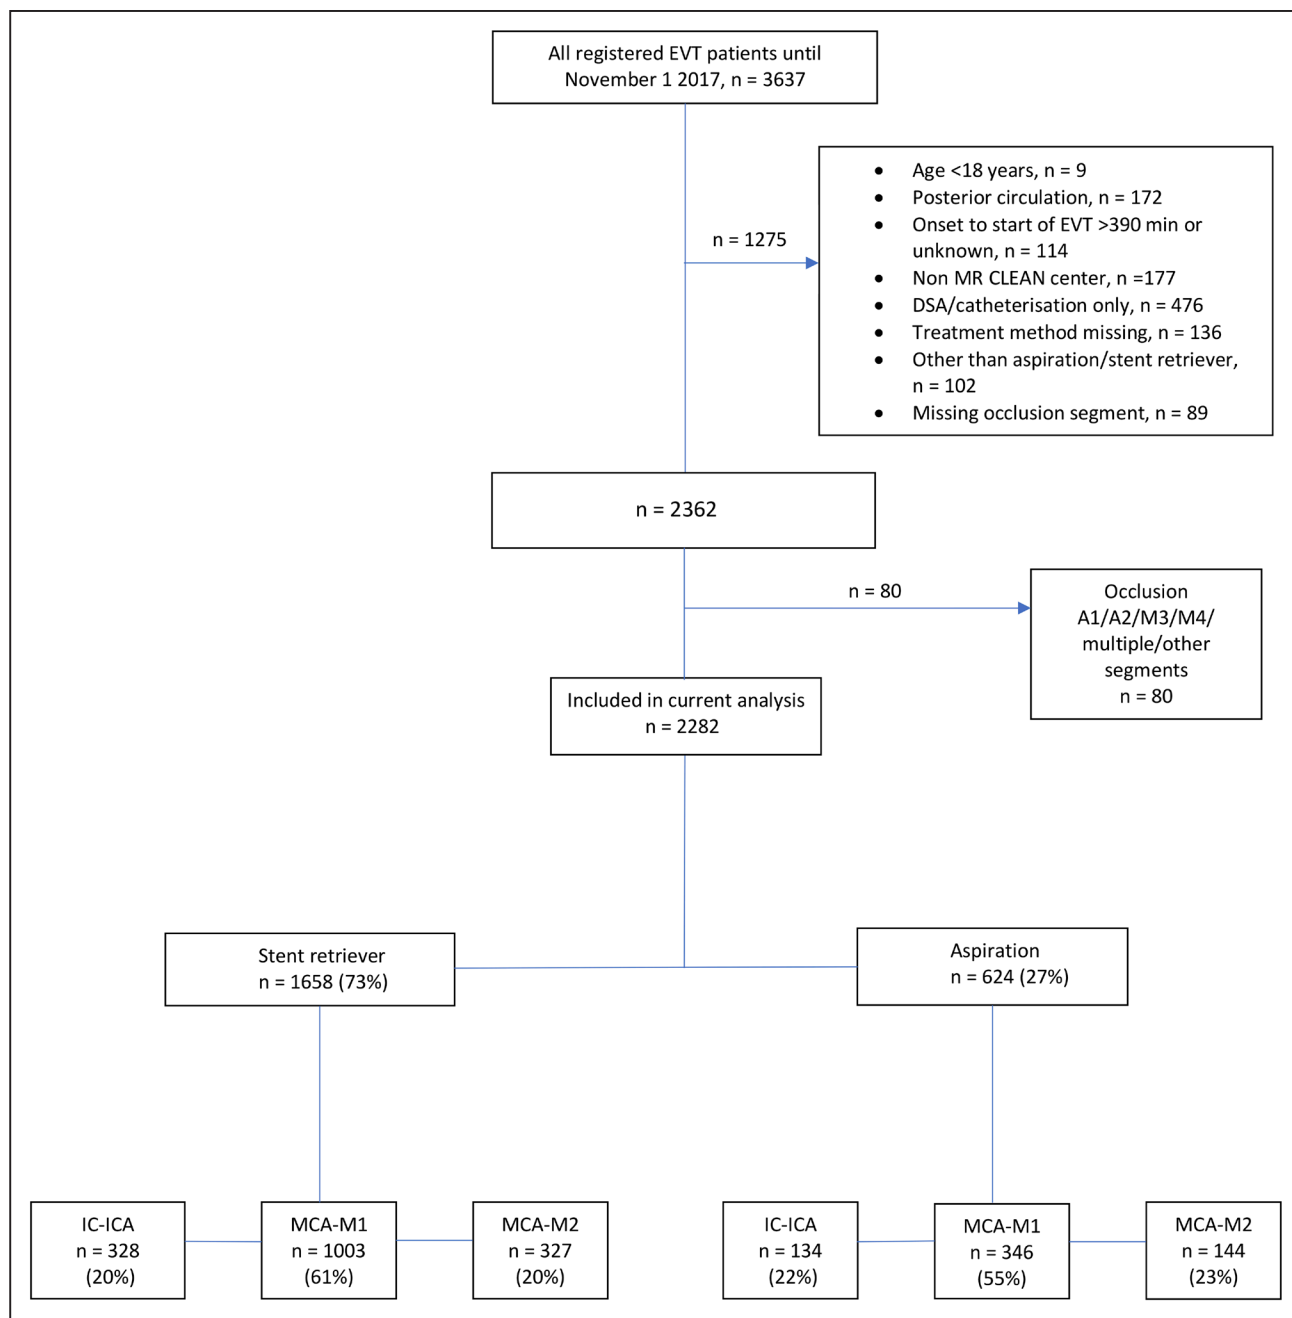 All registered EVT patients until
November 1 2017, n = 3637
n = 1275
• Age <18 years, n = 9
• Posterior circulation, n = 172
• Onset to start of EVT >390 min or
unknown, n = 114
• Non MR CLEAN center, n =177
• DSA/catheterisation only, n = 476
• Treatment method missing, n = 136
• Other than aspiration/stent retriever,
n = 102
• Missing occlusion segment, n = 89
n = 2362
n = 80
Occlusion
A1/A2/M3/M4/
multiple/other
segments
n = 80
Included in current analysis
n = 2282
Stent retriever
n = 1658 (73%)
Aspiration
n = 624 (27%)
IC-ICA
n = 328
(20%)
MCA-M1
n = 1003
(61%)
MCA-M2
n = 327
(20%)
IC-ICA
n = 134
(22%)
MCA-M1
n = 346
(55%)
MCA-M2
n = 144
(23%)